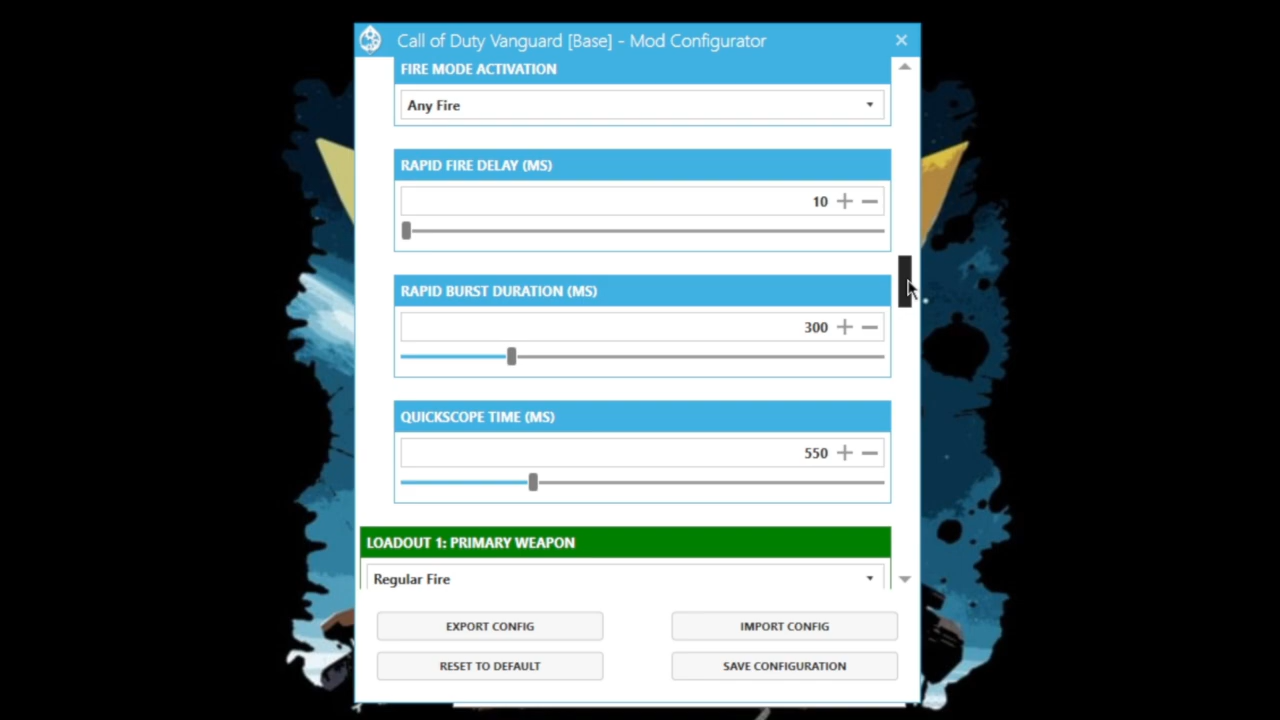 Call of Duty Vanguard [Base] - Mod Configurator
FIRE MODE ACTIVATION
Any Fire
RAPID FIRE DELAY (MS)
10
RAPID BURST DURATION (MS)
300
QUICKSCOPE TIME (MS)
550
LOADOUT 1: PRIMARY WEAPON
Regular Fire
EXPORT CONFIG
IMPORT CONFIG
RESET TO DEFAULT
SAVE CONFIGURATION